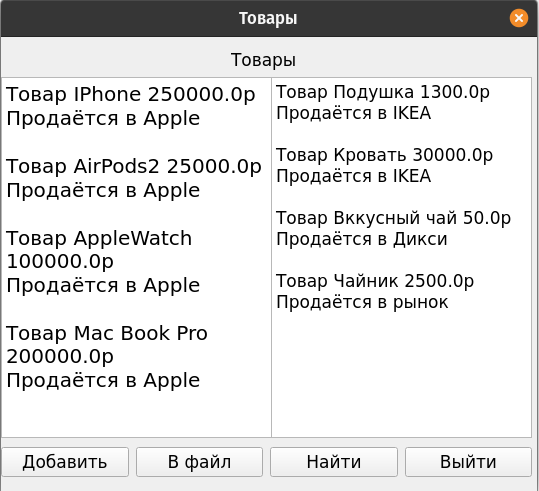 Товары
Товары
Товар IPhone 250000.0р
Продаётся в Apple
Товар AirPods2 25000.0р
Продаётся в Apple
Товар AppleWatch
100000.0р
Продаётся в Apple
Товар Mac Book Pro
200000.0р
Продаётся в Apple
Товар Подушка 1300.0р
Продаётся в IKEA
Товар Кровать 30000.0р
Продаётся в IKEA
Товар Вккусный чай 50.0р
Продаётся в Дикси
Товар Чайник 2500.0р
Продаётся в рынок
Добавить
В файл
Найти
Выйти